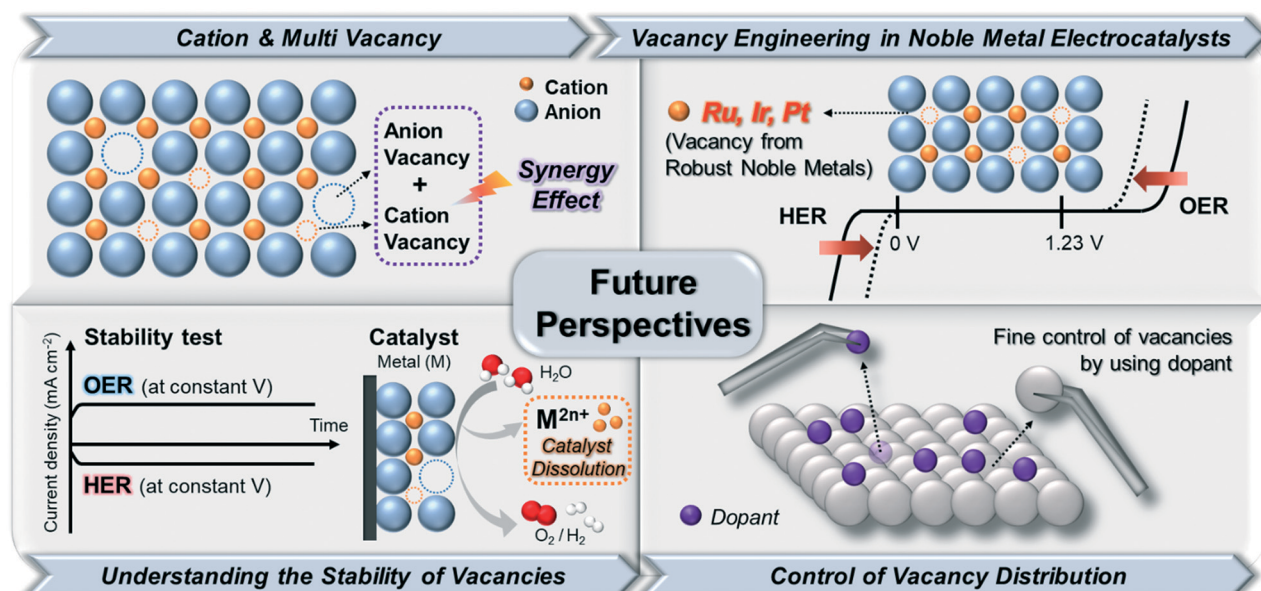 Cation & Multi Vacancy
Vacancy Engineering in Noble Metal Electrocatalysts
Cation
Anion
Anion
Vacancy
+
Cation
Vacancy
Synergy
Effect
Ru, Ir, Pt
(Vacancy from
Robust Noble Metals)
HER
OER
0 V
1.23 V
Future
Perspectives
Stability test
Current density (mA cm⁻²)
OER (at constant V)
Time
HER (at constant V)
Catalyst
Metal (M)
H₂O
M²ⁿ⁺
Catalyst
Dissolution
O₂ / H₂
Fine control of vacancies
by using dopant
Dopant
Understanding the Stability of Vacancies
Control of Vacancy Distribution